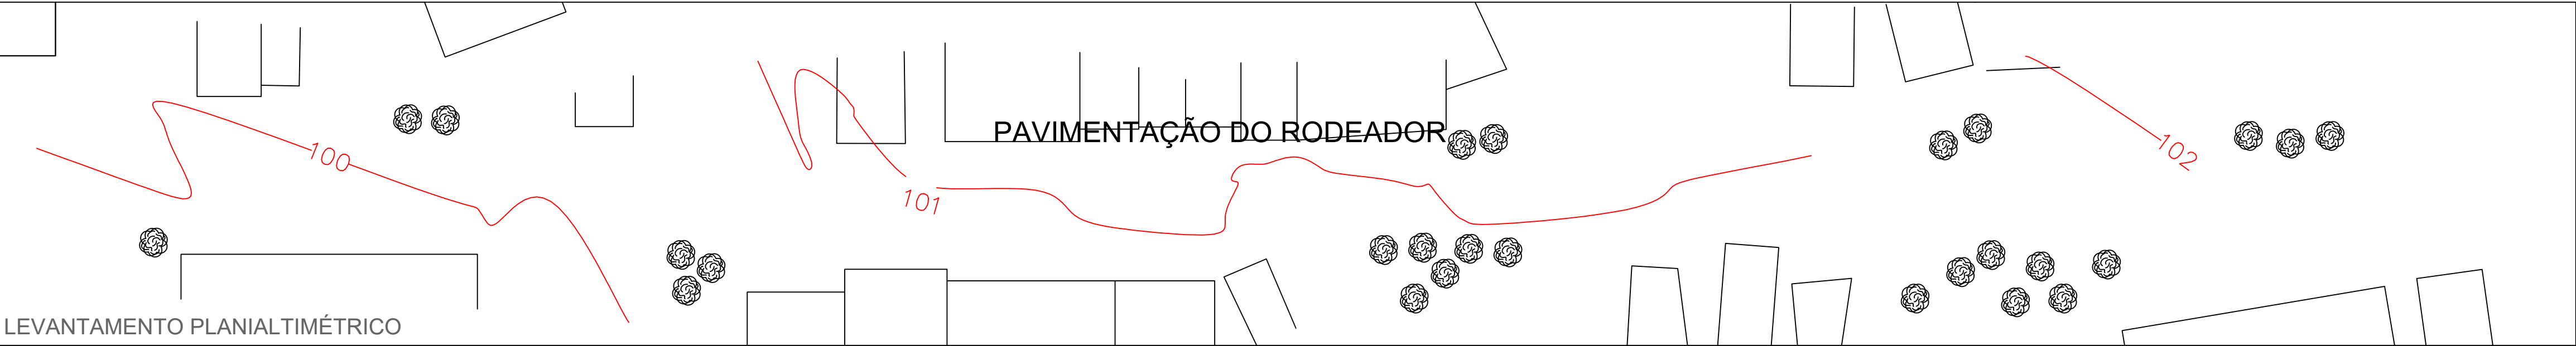 PAVIMENTAÇÃO DO RODEADOR
100
101
102
LEVANTAMENTO PLANIALTIMÉTRICO